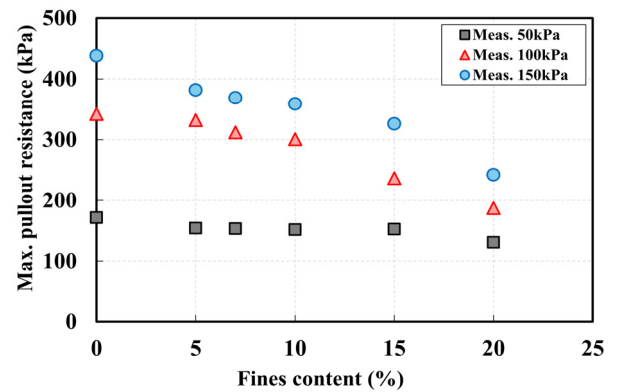 500
400
300
200
100
0
Max. pullout resistance (kPa)
Meas. 50kPa
Meas. 100kPa
Meas. 150kPa
0 5 10 15 20 25
Fines content (%)